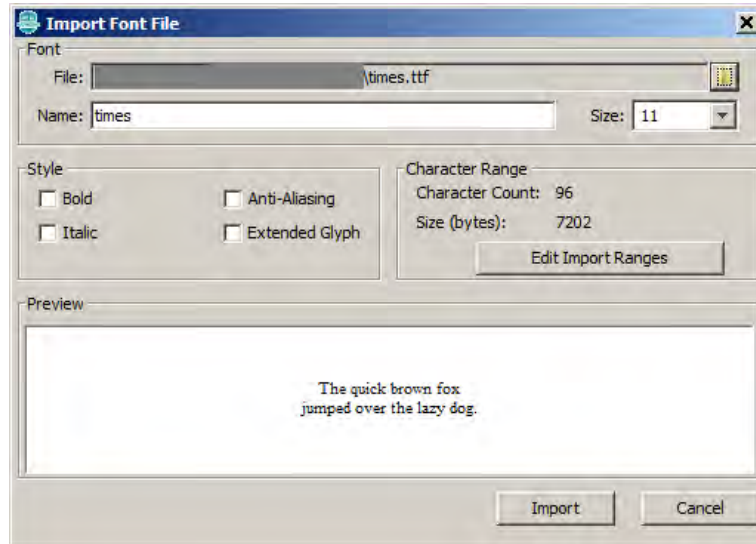 Import Font File
Font
File: \times.ttf
Name: times Size: 11
Style
Bold Anti-Aliasing
Italic Extended Glyph
Character Range
Character Count: 96
Size (bytes): 7202
Edit Import Ranges
Preview
The quick brown fox
jumped over the lazy dog.
Import Cancel